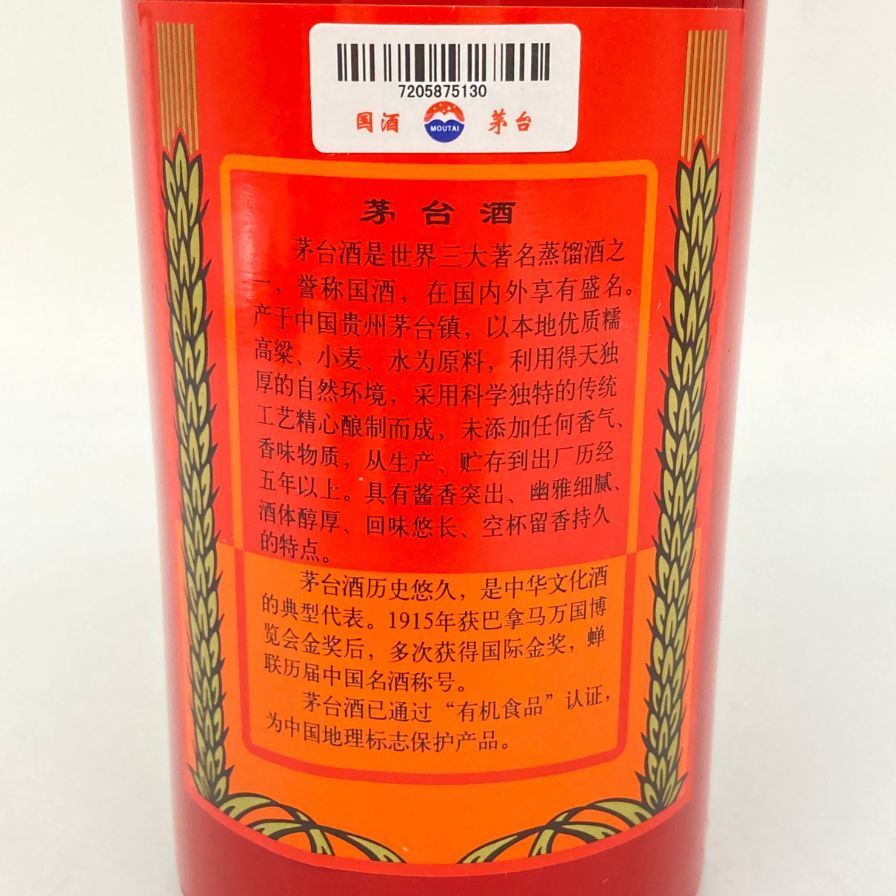 7205875130
国酒 MOUTAI 茅台
茅台酒
茅台酒是世界三大著名蒸馏酒之
一，誉称国酒，在国内外享有盛名。
产于中国贵州茅台镇，以本地优质糯
高粱、小麦、水为原料，利用得天独
厚的自然环境，采用科学独特的传统
工艺精心酿制而成，未添加任何香气、
香味物质，从生产、贮存到出厂历经
五年以上。具有酱香突出、幽雅细腻、
酒体醇厚、回味悠长、空杯留香持久
的特点。
茅台酒历史悠久，是中华文化酒
的典型代表。1915年获巴拿马万国博
览会金奖后，多次获得国际金奖，蝉
联历届中国名酒称号。
茅台酒已通过“有机食品”认证，
为中国地理标志保护产品。